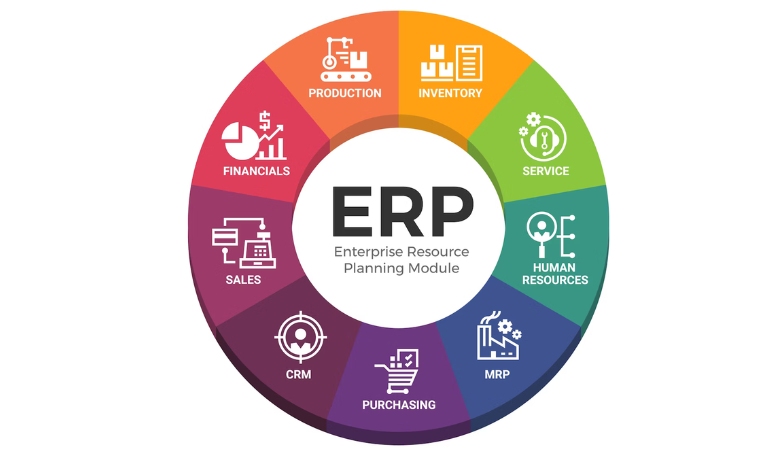 ERP
Enterprise Resource
Planning Module
PRODUCTION
INVENTORY
SERVICE
HUMAN
RESOURCES
MRP
PURCHASING
CRM
SALES
FINANCIALS